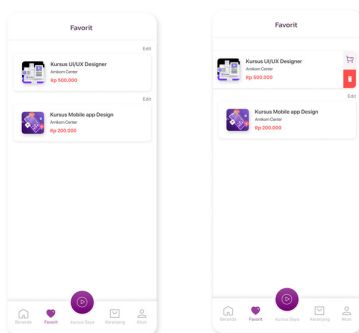 Favorit
Edit
Kursus UI/UX Designer
Amikom Center
Rp 500.000
Edit
Kursus Mobile app Design
Amikom Center
Rp 200.000
Beranda
Favorit
Kursus Saya
Keranjang
Akun
Favorit
Kursus UI/UX Designer
Amikom Center
Rp 500.000
Edit
Kursus Mobile app Design
Amikom Center
Rp 200.000
Beranda
Favorit
Kursus Saya
Keranjang
Akun